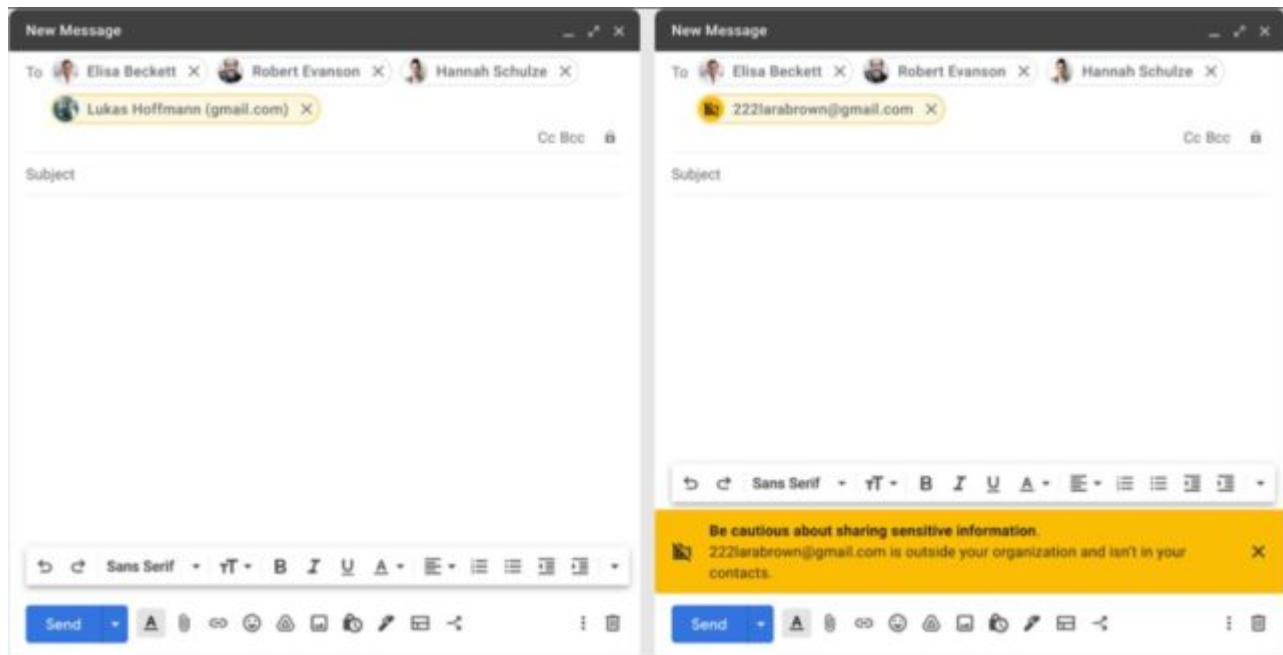 New Message
To Elisa Beckett Robert Evanson Hannah Schulze
Lukas Hoffmann (gmail.com)
Cc Bcc
Subject
Sans Serif
Send
New Message
To Elisa Beckett Robert Evanson Hannah Schulze
222larabrown@gmail.com
Cc Bcc
Subject
Sans Serif
Be cautious about sharing sensitive information.
222larabrown@gmail.com is outside your organization and isn't in your
contacts.
Send